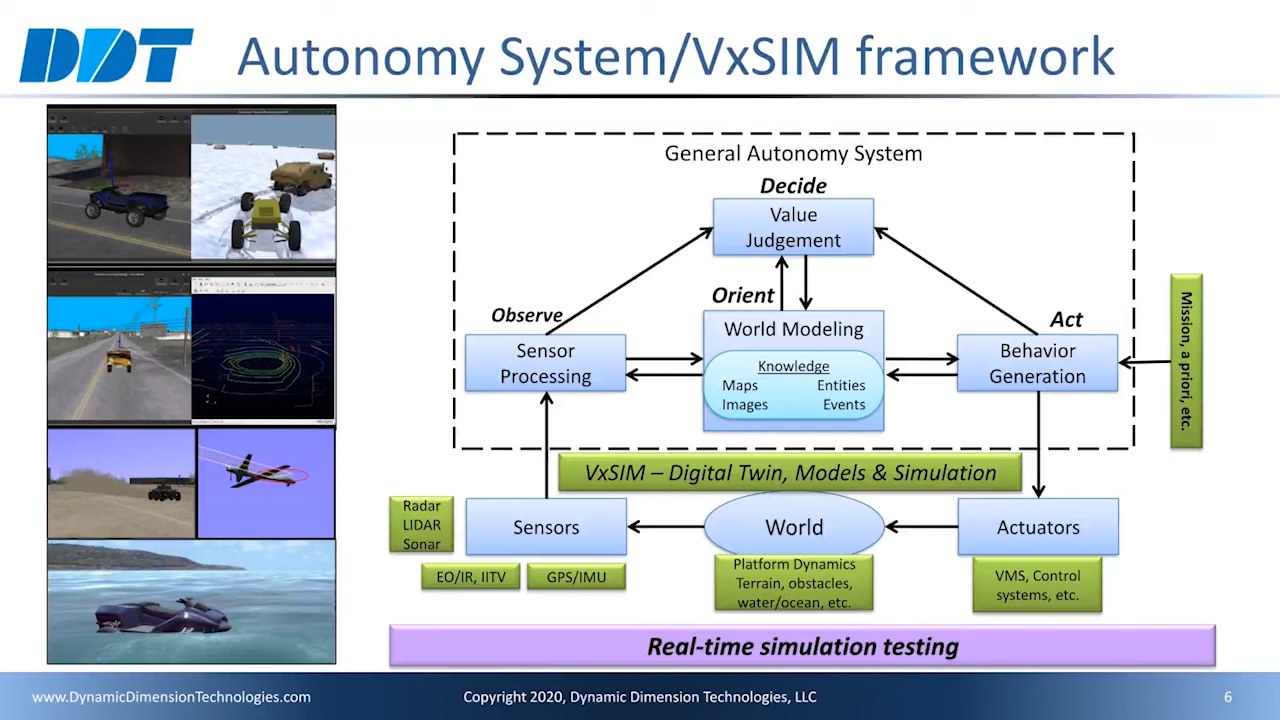 DDT
Autonomy System/VxSIM framework
General Autonomy System
Decide
Value
Judgement
Orient
Observe
World Modeling
Act
Sensor
Processing
Knowledge
Maps Entities
Images Events
Behavior
Generation
Mission, a priori, etc.
VxSIM – Digital Twin, Models & Simulation
Radar
LIDAR
Sonar
Sensors
World
Actuators
EO/IR, IITV
GPS/IMU
Platform Dynamics
Terrain, obstacles,
water/ocean, etc.
VMS, Control
systems, etc.
Real-time simulation testing
www.DynamicDimensionTechnologies.com
Copyright 2020, Dynamic Dimension Technologies, LLC
6